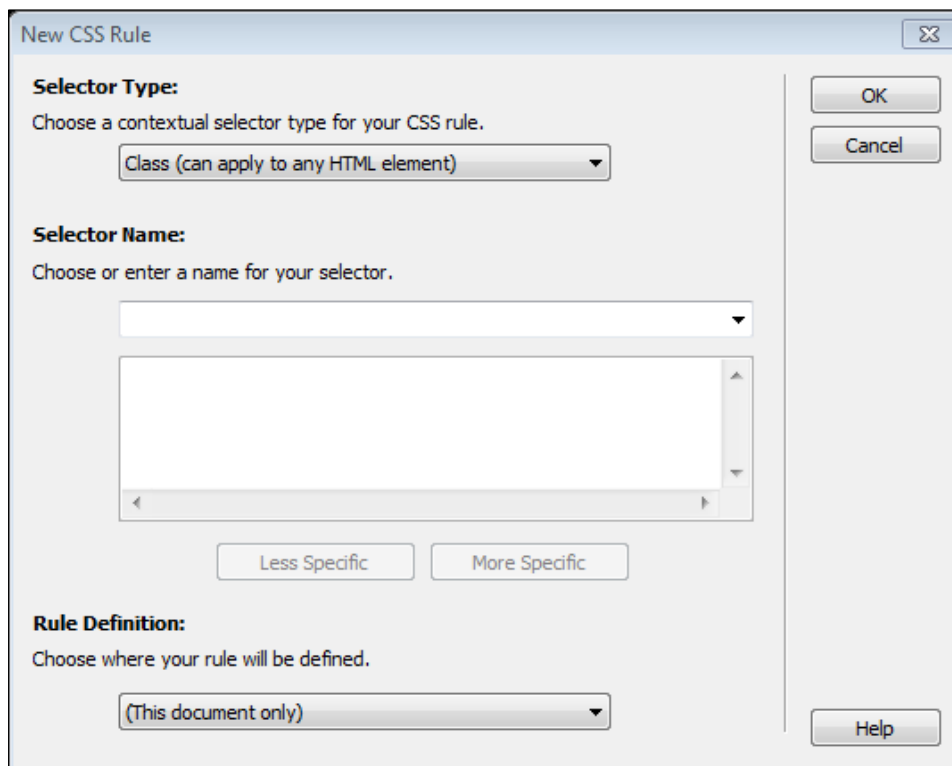 New CSS Rule
Selector Type:
OK
Choose a contextual selector type for your CSS rule.
Cancel
Class (can apply to any HTML element)
Selector Name:
Choose or enter a name for your selector.
Less Specific
More Specific
Rule Definition:
Choose where your rule will be defined.
(This document only)
Help